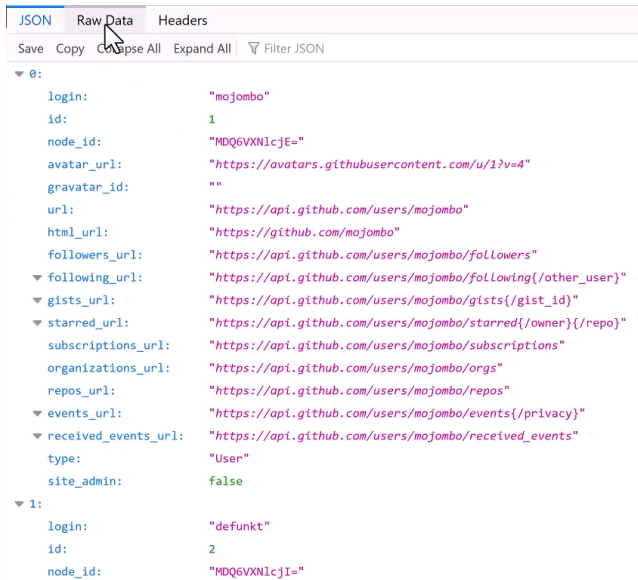 JSON Raw Data Headers
Save Copy Collapse All Expand All Filter JSON
0:
login: "mojombo"
id: 1
node_id: "MDQ6VXNlcjE="
avatar_url: "https://avatars.githubusercontent.com/u/1?v=4"
gravatar_id: ""
url: "https://api.github.com/users/mojombo"
html_url: "https://github.com/mojombo"
followers_url: "https://api.github.com/users/mojombo/followers"
following_url: "https://api.github.com/users/mojombo/following{/other_user}"
gists_url: "https://api.github.com/users/mojombo/gists{/gist_id}"
starred_url: "https://api.github.com/users/mojombo/starred{/owner}{/repo}"
subscriptions_url: "https://api.github.com/users/mojombo/subscriptions"
organizations_url: "https://api.github.com/users/mojombo/orgs"
repos_url: "https://api.github.com/users/mojombo/repos"
events_url: "https://api.github.com/users/mojombo/events{/privacy}"
received_events_url: "https://api.github.com/users/mojombo/received_events"
type: "User"
site_admin: false
1:
login: "defunkt"
id: 2
node_id: "MDQ6VXNlcjI="